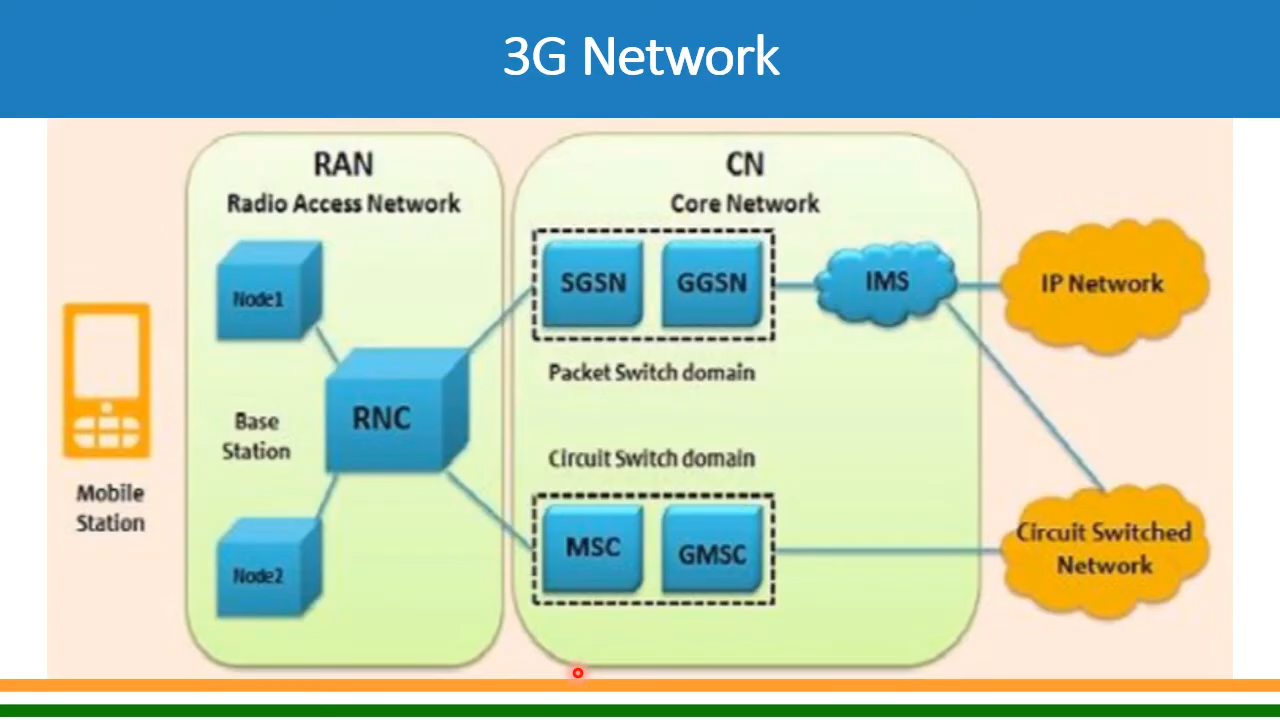 3G Network
RAN
Radio Access Network
Node1
RNC
Base
Station
Node2
Mobile
Station
CN
Core Network
SGSN
GGSN
IMS
Packet Switch domain
Circuit Switch domain
MSC
GMSC
IP Network
Circuit Switched
Network